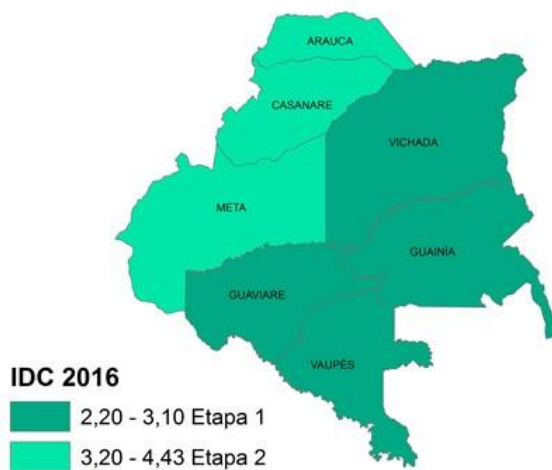 ARAUCA
CASANARE
VICHADA
META
GUAINÍA
GUAVIARE
VAUPÉS
IDC 2016
2,20 - 3,10 Etapa 1
3,20 - 4,43 Etapa 2